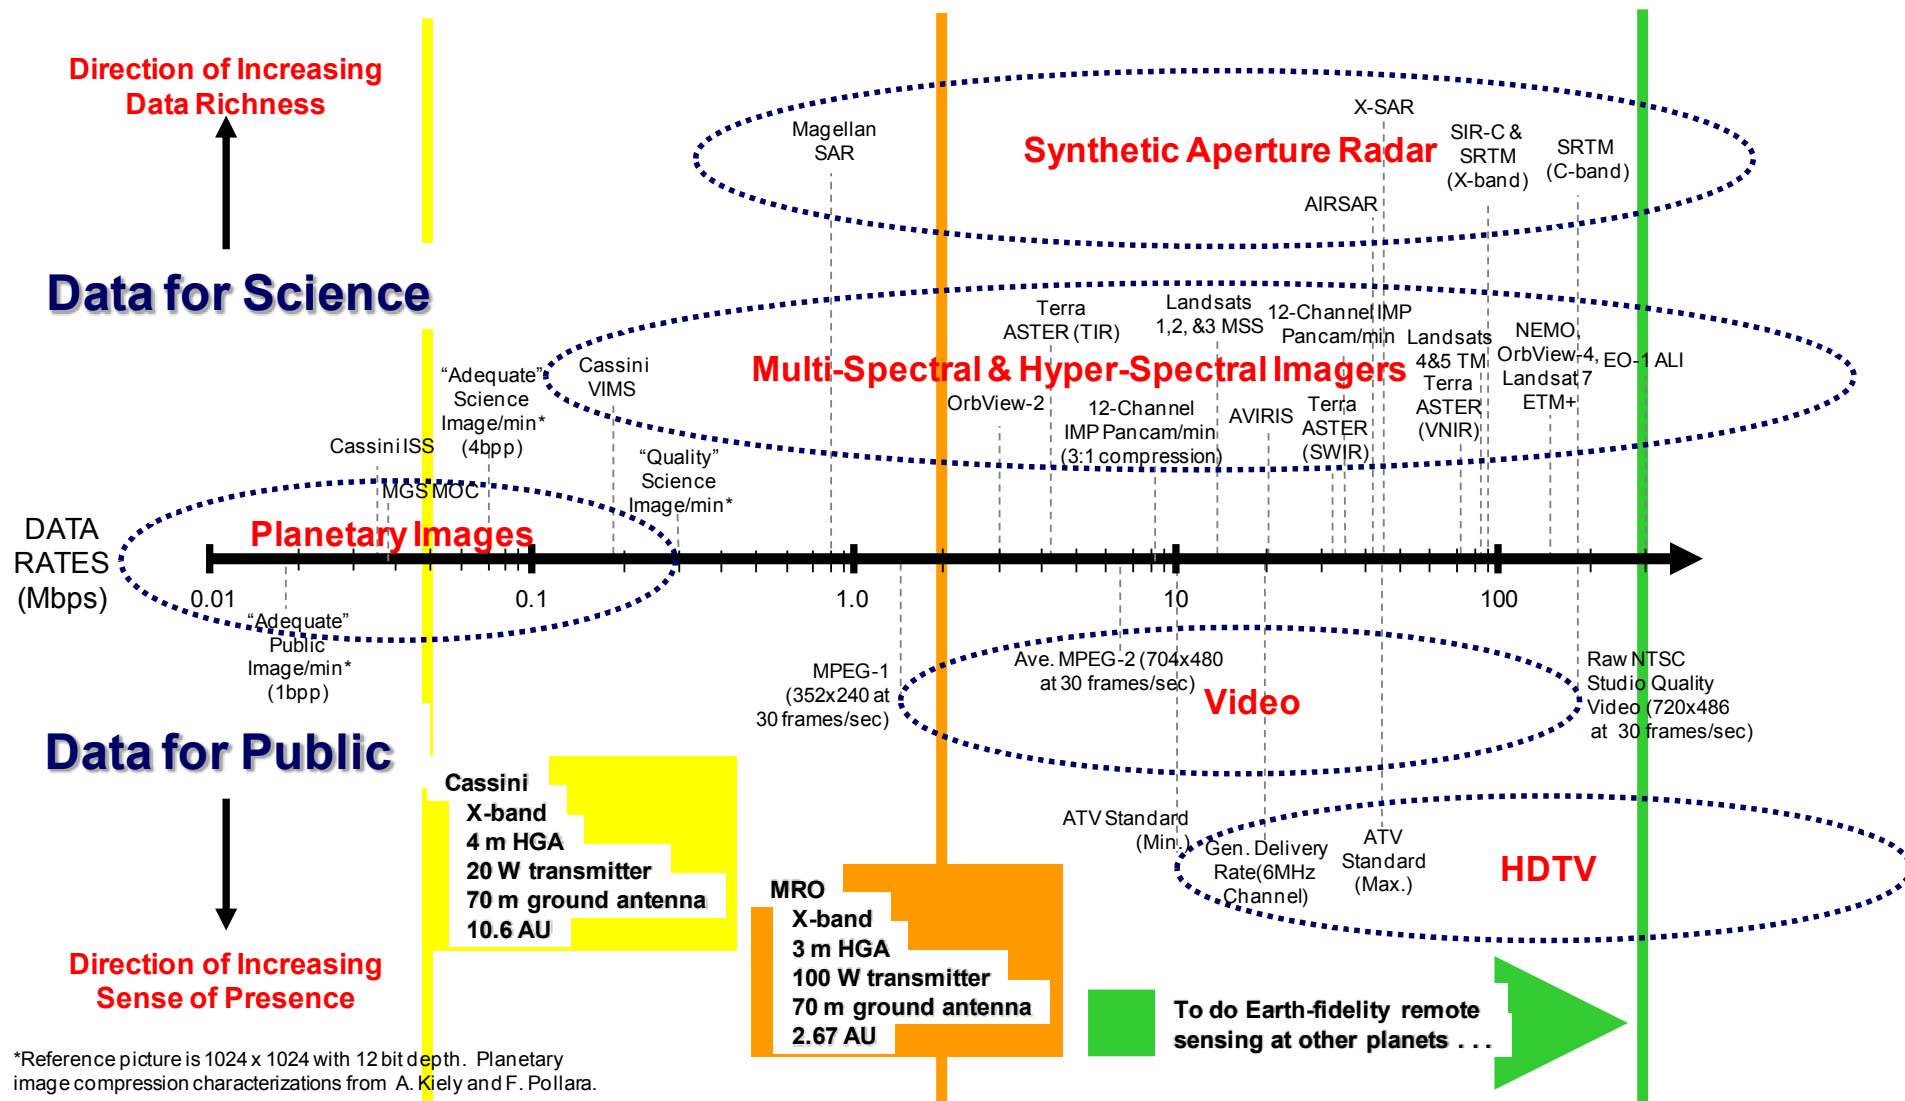 Direction of Increasing
Data Richness
Data for Science
Magellan
SAR
Synthetic Aperture Radar
X-SAR
AIRSAR
SIR-C &
SRTM
(X-band)
SRTM
(C-band)
Cassini ISS
MGS MOC
"Adequate"
Science
Image/min*
(4bpp)
Cassini
VIMS
"Quality"
Science
Image/min*
Terra
ASTER (TIR)
Landsats
1,2, &3 MSS
12-Channel IMP
Pancam/min
Landsats
4&5 TM
Terra
ASTER
(VNIR)
NEMO,
OrbView-4,
Landsat 7
ETM+
EO-1 ALI
Multi-Spectral & Hyper-Spectral Imagers
OrbView-2
12-Channel
IMP Pancam/min
(3:1 compression)
AVIRIS
Terra
ASTER
(SWIR)
Planetary Images
DATA
RATES
(Mbps)
0.01
0.1
1.0
10
100
"Adequate"
Public
Image/min*
(1bpp)
MPEG-1
(352x240 at
30 frames/sec)
Ave. MPEG-2 (704x480
at 30 frames/sec)
Video
Raw NTSC
Studio Quality
Video (720x486
at 30 frames/sec)
Data for Public
Cassini
X-band
4 m HGA
20 W transmitter
70 m ground antenna
10.6 AU
MRO
X-band
3 m HGA
100 W transmitter
70 m ground antenna
2.67 AU
ATV Standard
(Min.)
Gen. Delivery
Rate(6MHz
Channel)
ATV
Standard
(Max.)
HDTV
Direction of Increasing
Sense of Presence
To do Earth-fidelity remote
sensing at other planets . . .
*Reference picture is 1024 x 1024 with 12 bit depth. Planetary
image compression characterizations from A. Kiely and F. Pollara.